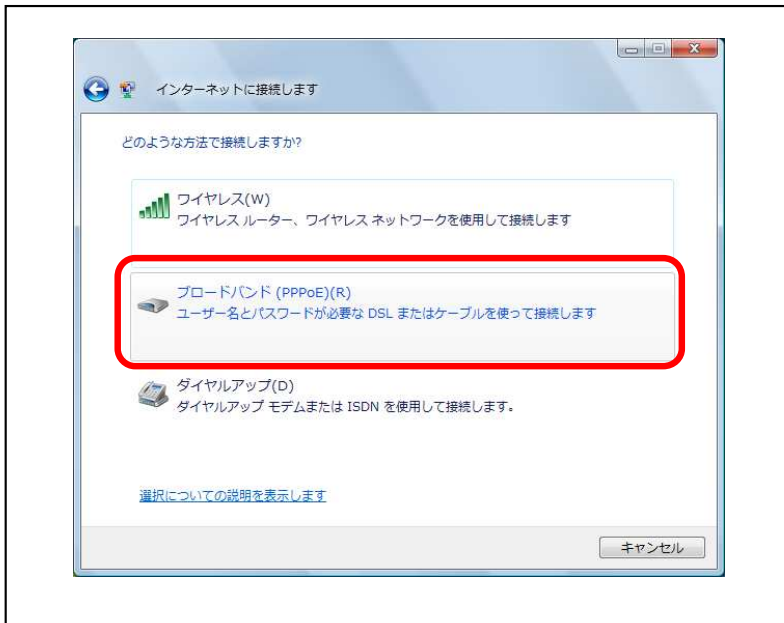 インターネットに接続します
どのような方法で接続しますか?
ワイヤレス(W)
ワイヤレス ルーター、ワイヤレス ネットワークを使用して接続します
ブロードバンド (PPPoE)(R)
ユーザー名とパスワードが必要な DSL またはケーブルを使って接続します
ダイヤルアップ(D)
ダイヤルアップ モデムまたは ISDN を使用して接続します。
選択についての説明を表示します
キャンセル